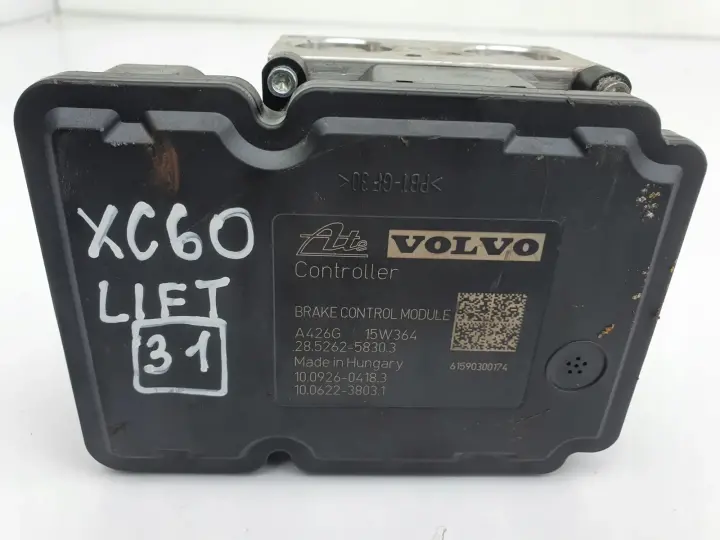 >PBT-GF30<
XC60
LIFT
31
Ate VOLVO
Controller
BRAKE CONTROL MODULE
A426G 15W364
28.5262-5830.3
Made in Hungary
61590300174
10.0926-0418.3
10.0622-3803.1